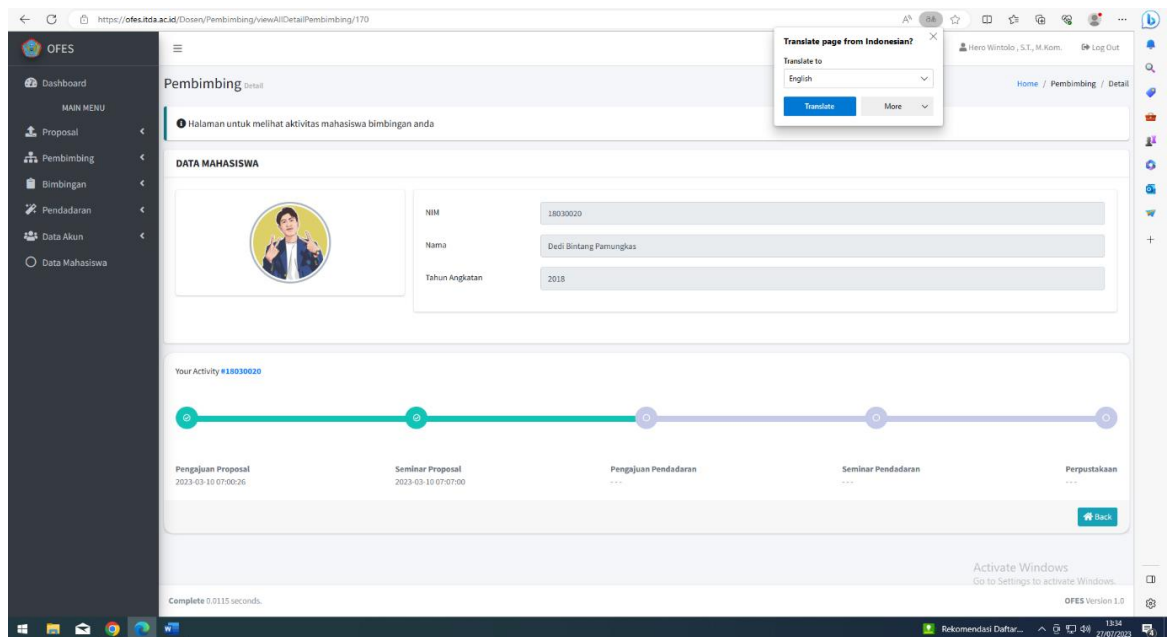 https://ofes.itda.ac.id/Dosen/Pembimbing/viewAllDetailPembimbing/170
OFES
Hero Wintolo , S.T., M.Kom.
Log Out
Translate page from Indonesian?
Translate to
English
Translate
More
Dashboard
MAIN MENU
Proposal
Pembimbing
Bimbingan
Pendadaran
Data Akun
Data Mahasiswa
Pembimbing Detail
Home / Pembimbing / Detail
Halaman untuk melihat aktivitas mahasiswa bimbingan anda
DATA MAHASISWA
NIM
18030020
Nama
Dedi Bintang Pamungkas
Tahun Angkatan
2018
Your Activity #18030020
Pengajuan Proposal
2023-03-10 07:00:26
Seminar Proposal
2023-03-10 07:07:00
Pengajuan Pendadaran
- - -
Seminar Pendadaran
- - -
Perpustakaan
- - -
Back
Activate Windows
Go to Settings to activate Windows.
Complete 0.0115 seconds.
OFES Version 1.0
Rekomendasi Daftar...
13:34
27/07/2023